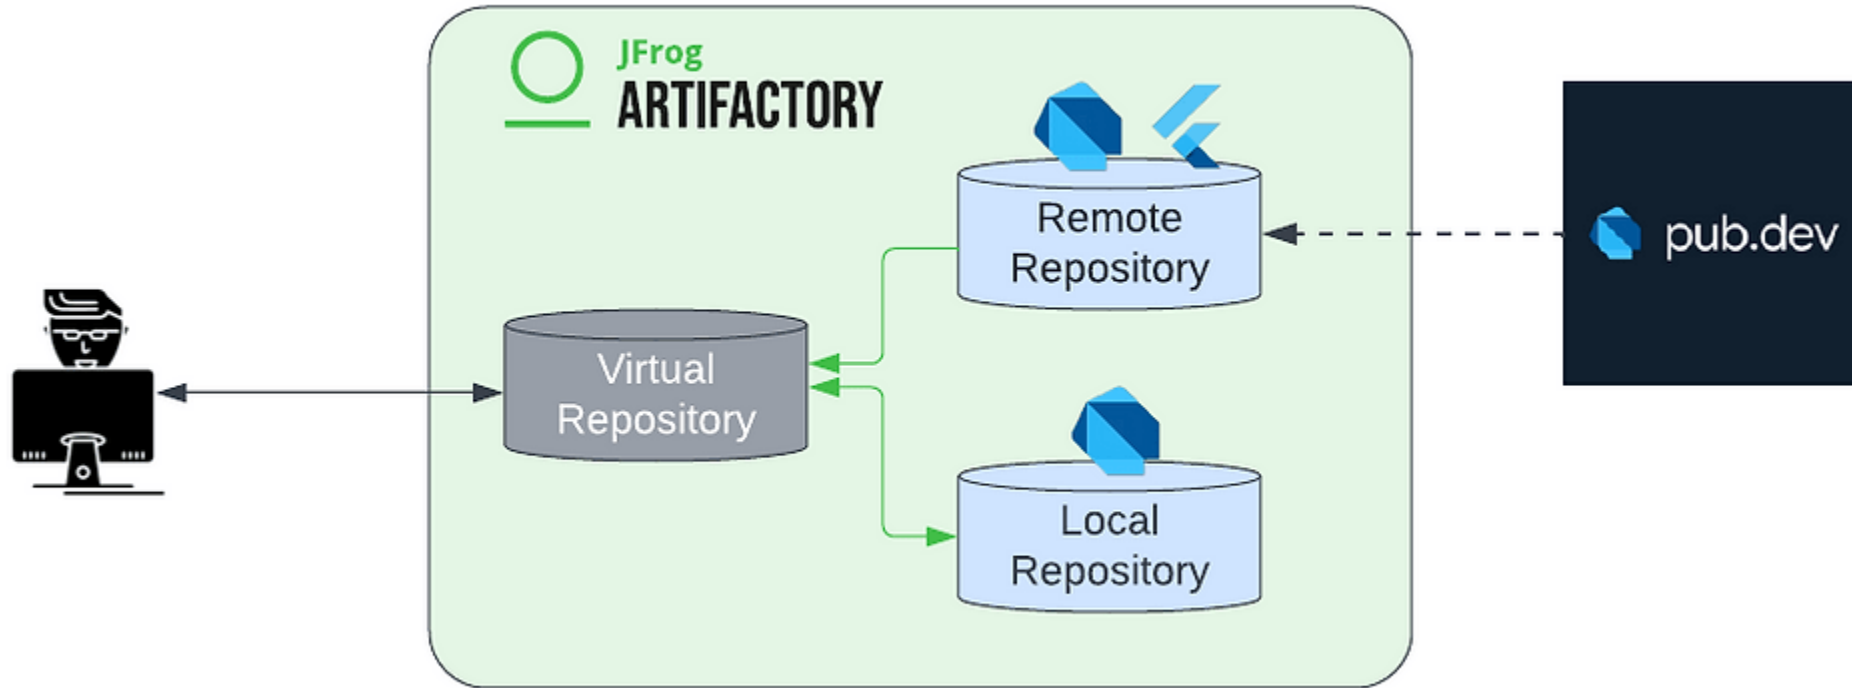 JFrog
ARTIFACTORY
Remote
Repository
pub.dev
Virtual
Repository
Local
Repository